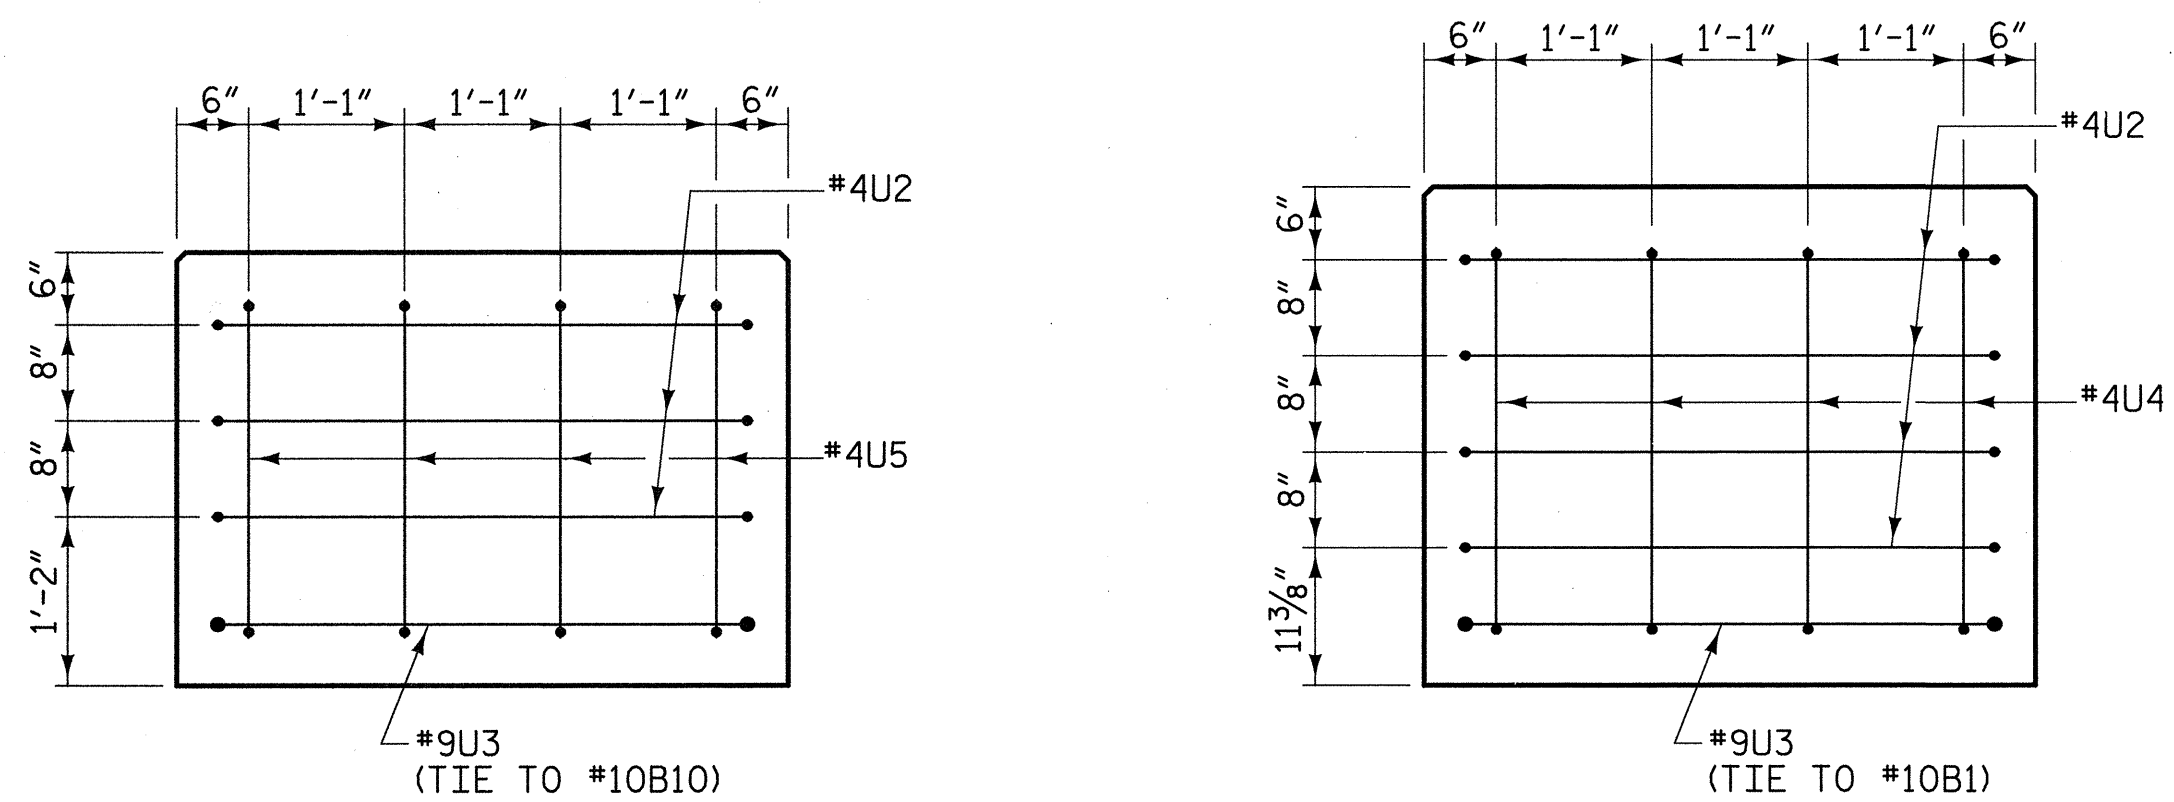 6" 1'-1" 1'-1" 1'-1" 6"
#4U2
6"
8"
8"
#4U5
1'-2"
#9U3
(TIE TO #10B10)
6" 1'-1" 1'-1" 1'-1" 6"
#4U2
6"
8"
8"
#4U4
8"
11 3/8"
#9U3
(TIE TO #10B1)